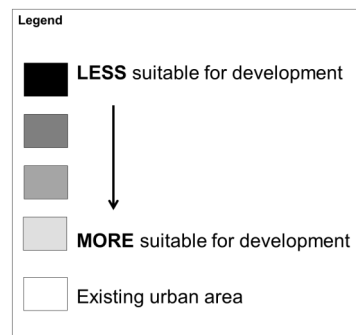 Legend
LESS suitable for development
MORE suitable for development
Existing urban area